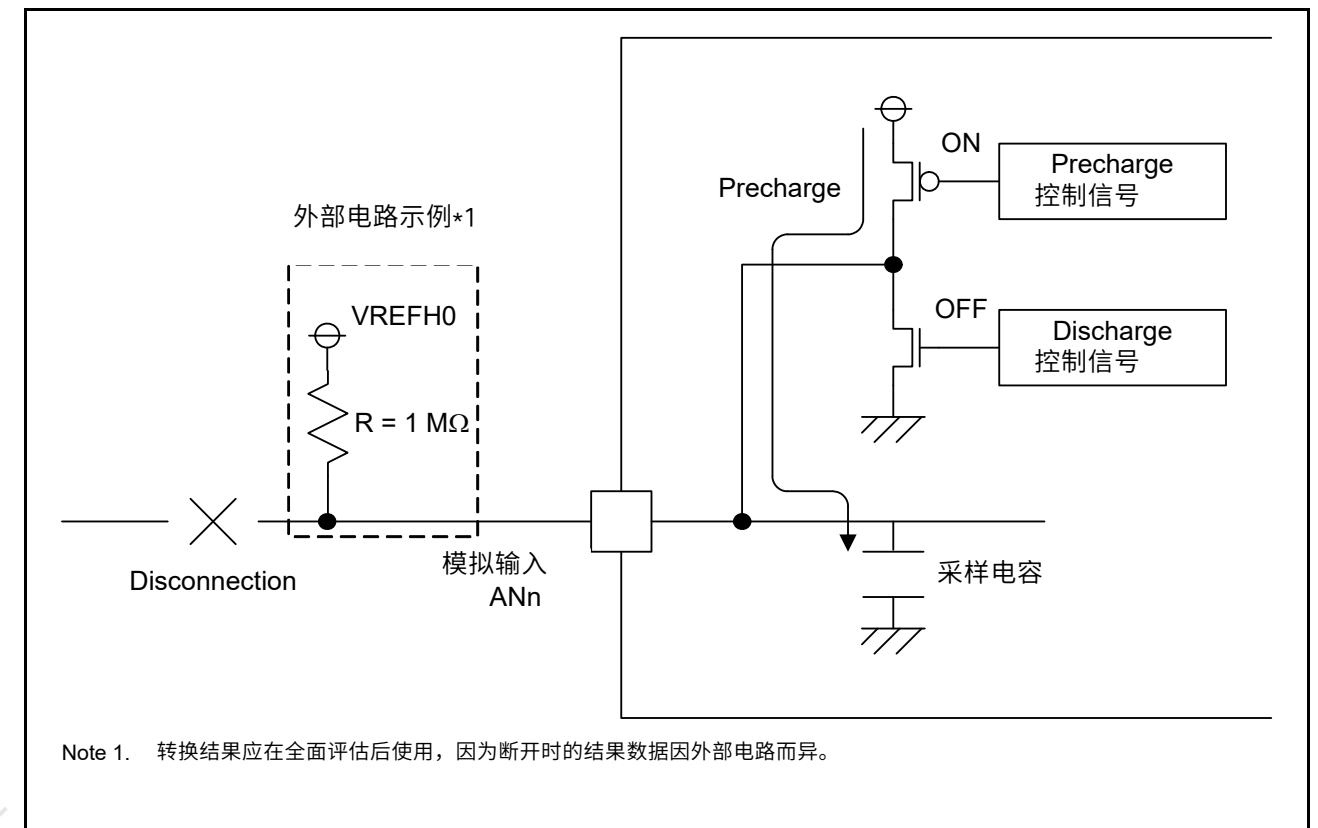 ON
Precharge
控制信号
Precharge
外部电路示例*1
VREFH0
OFF
Discharge
控制信号
R = 1 MΩ
模拟输入
ANn
Disconnection
采样电容
Note 1. 转换结果应在全面评估后使用，因为断开时的结果数据因外部电路而异。